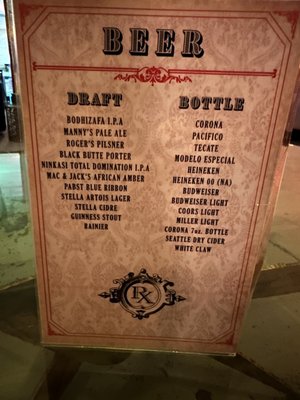 BEER
DRAFT
BODHIZAFA I.P.A
MANNY'S PALE ALE
ROGER'S PILSNER
BLACK BUTTE PORTER
NINKASI TOTAL DOMINATION I.P.A
MAC & JACK'S AFRICAN AMBER
PABST BLUE RIBBON
STELLA ARTOIS LAGER
STELLA CIDRE
GUINNESS STOUT
RAINIER
BOTTLE
CORONA
PACIFICO
TECATE
MODELO ESPECIAL
HEINEKEN
HEINEKEN 00 (NA)
BUDWEISER
BUDWEISER LIGHT
COORS LIGHT
MILLER LIGHT
CORONA 7oz. BOTTLE
SEATTLE DRY CIDER
WHITE CLAW
RX